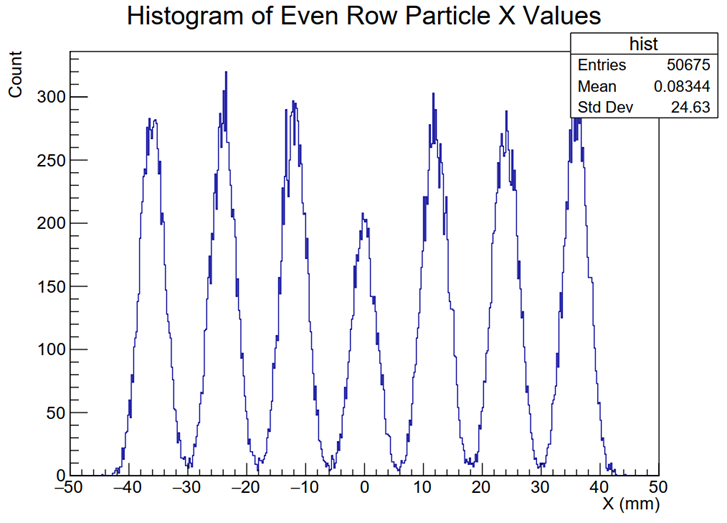 Histogram of Even Row Particle X Values
hist
Entries 50675
Mean 0.08344
Std Dev 24.63
Count
300
250
200
150
100
50
0
−50 −40 −30 −20 −10 0 10 20 30 40 50
X (mm)